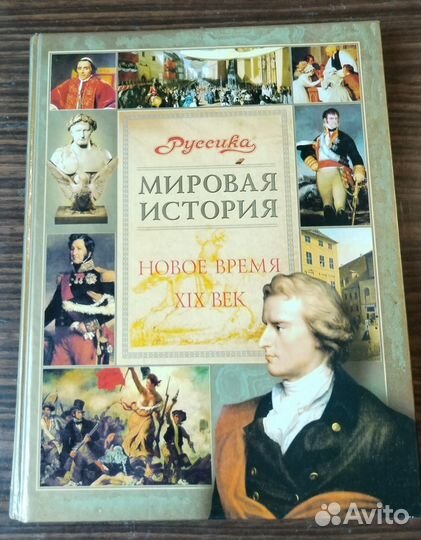 Руссика
МИРОВАЯ
ИСТОРИЯ
НОВОЕ ВРЕМЯ
XIX ВЕК
Avito